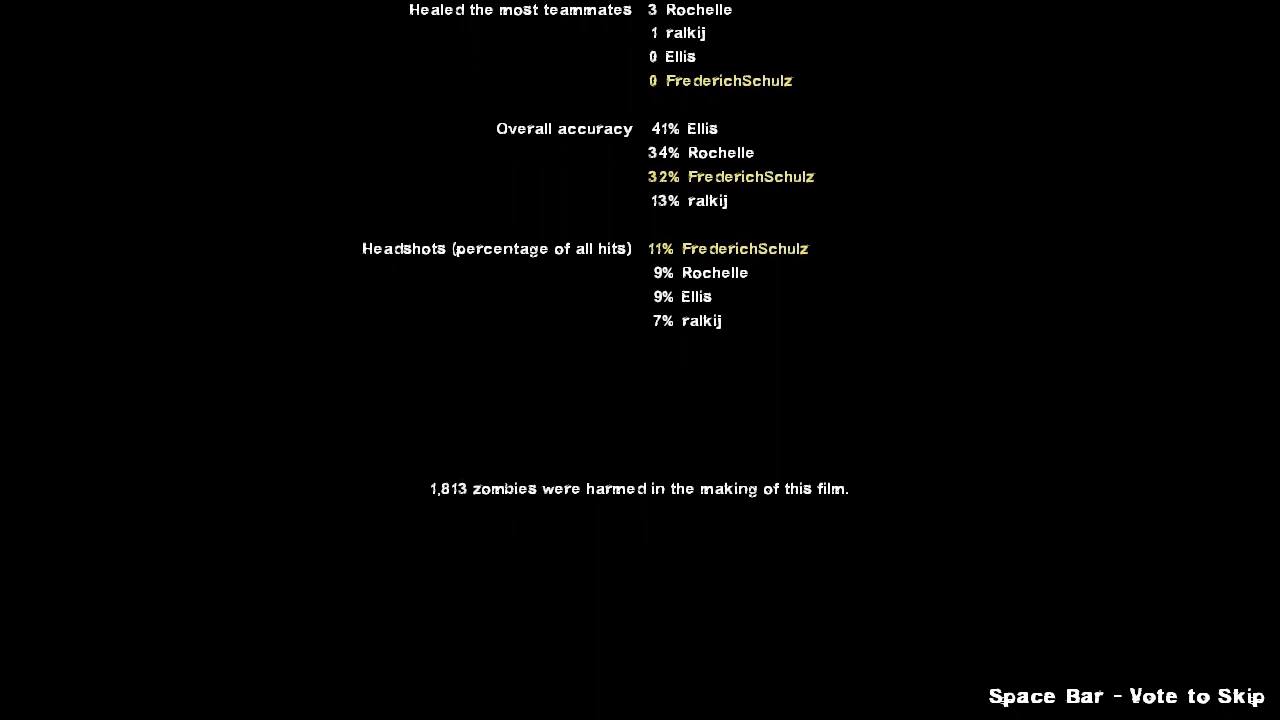 Healed the most teammates 3 Rochelle
1 ralkij
0 Ellis
0 FrederichSchulz
Overall accuracy 41% Ellis
34% Rochelle
32% FrederichSchulz
13% ralkij
Headshots (percentage of all hits) 11% FrederichSchulz
9% Rochelle
9% Ellis
7% ralkij
1,813 zombies were harmed in the making of this film.
Space Bar - Vote to Skip